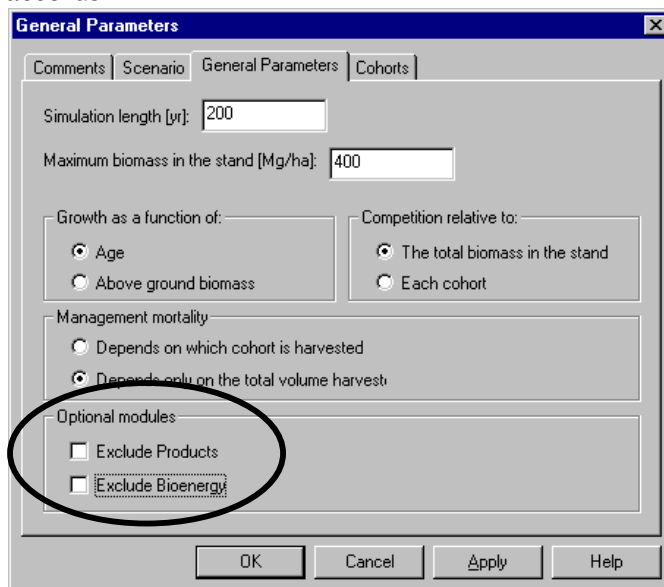 General Parameters
Comments Scenario General Parameters Cohorts
Simulation length [yr]: 200
Maximum biomass in the stand [Mg/ha]: 400
Growth as a function of: Competition relative to:
Age The total biomass in the stand
Above ground biomass Each cohort
Management mortality
Depends on which cohort is harvested
Depends only on the total volume harvest
Optional modules
Exclude Products
Exclude Bioenergy
OK Cancel Apply Help